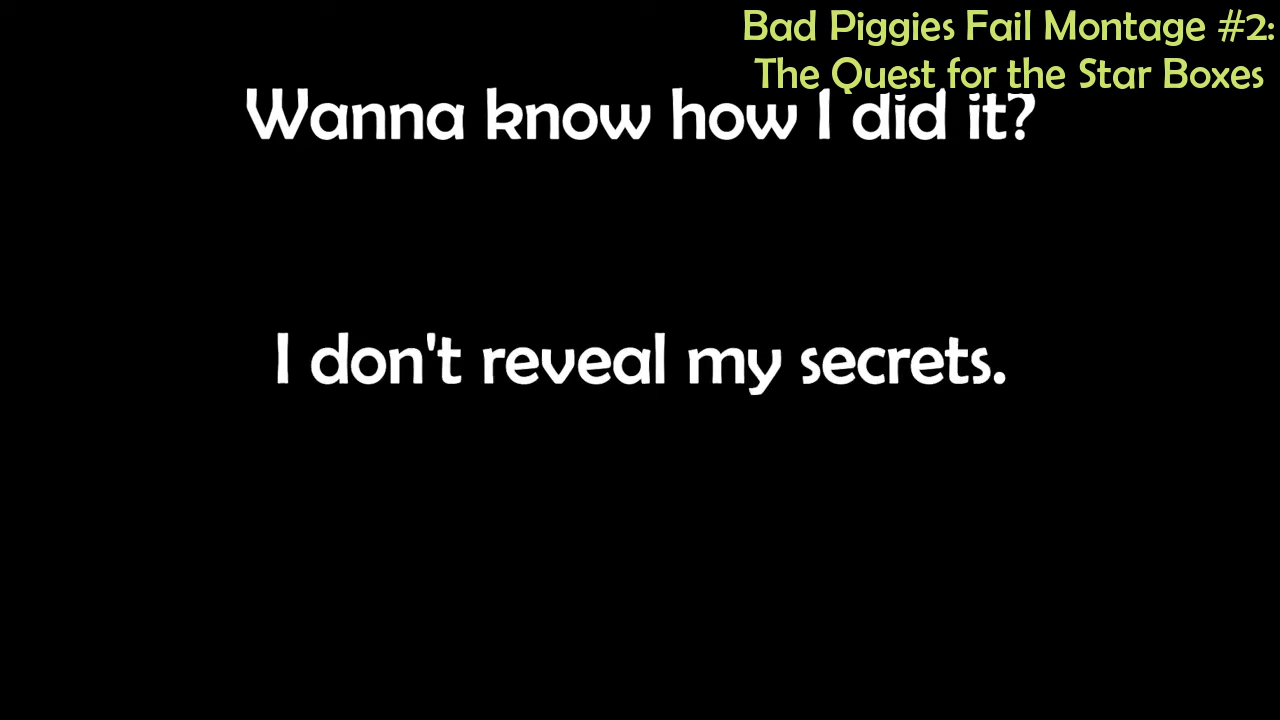 Bad Piggies Fail Montage #2:
The Quest for the Star Boxes
Wanna know how I did it?
I don't reveal my secrets.